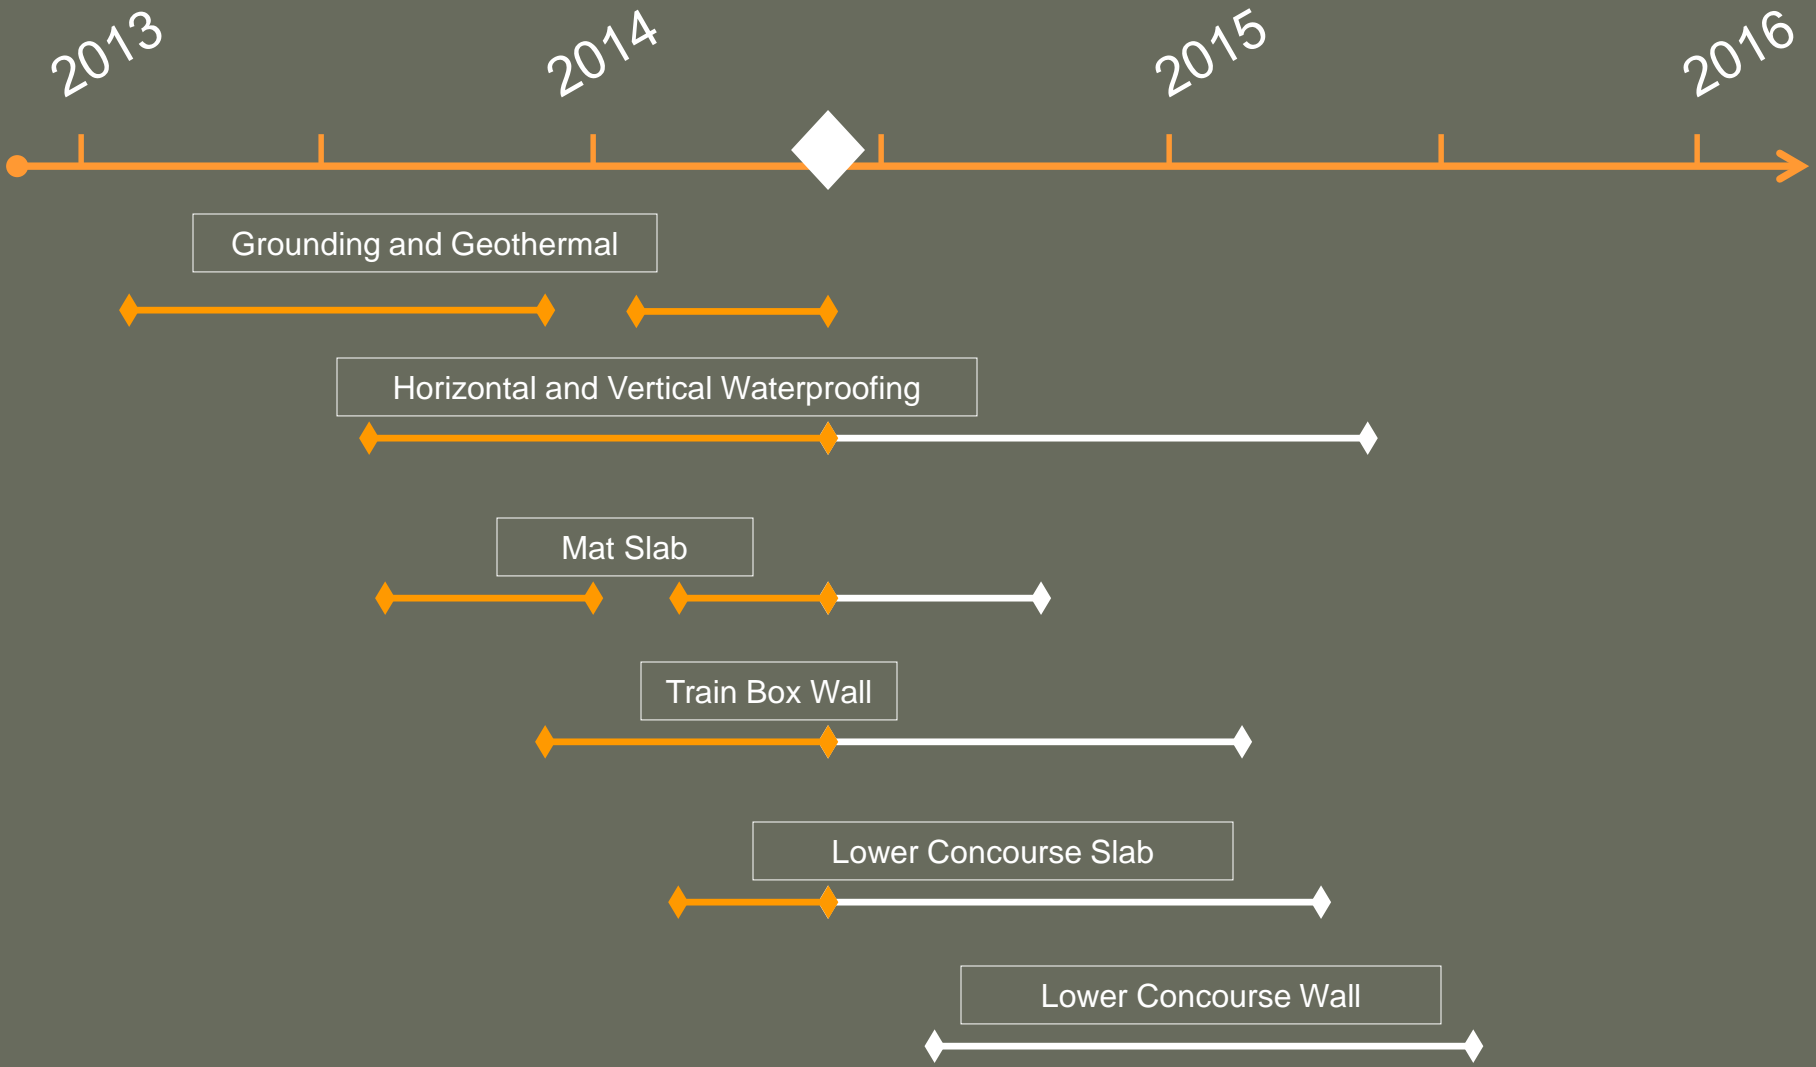 2013
2014
2015
2016
Grounding and Geothermal
Horizontal and Vertical Waterproofing
Mat Slab
Train Box Wall
Lower Concourse Slab
Lower Concourse Wall